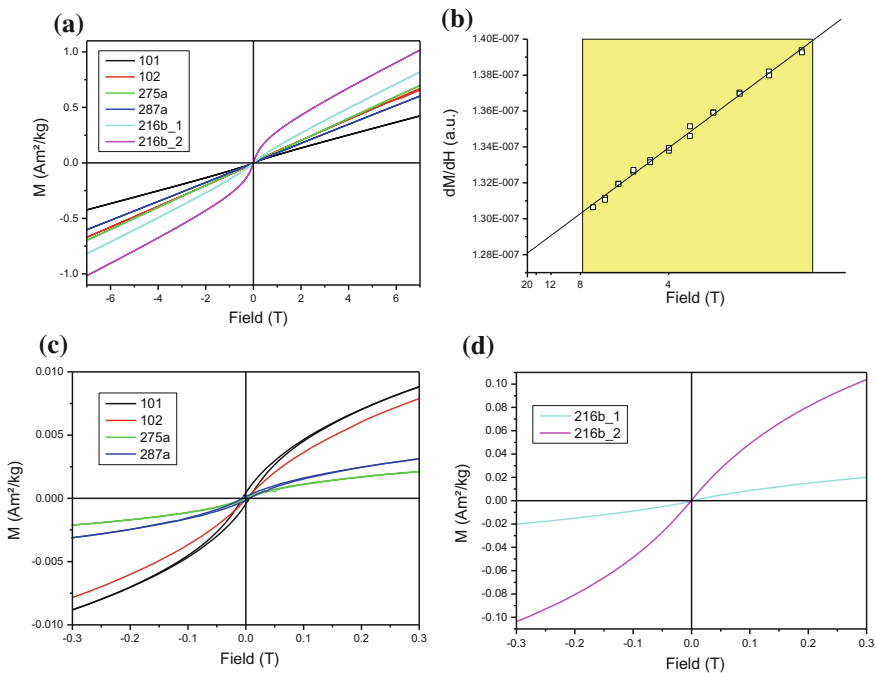 (a)
1.0
0.5
0.0
-0.5
-1.0
M (Am²/kg)
101
102
275a
287a
216b_1
216b_2
-6 -4 -2 0 2 4 6
Field (T)
(b)
1.40E-007
1.38E-007
1.36E-007
1.34E-007
1.32E-007
1.30E-007
1.28E-007
dM/dH (a.u.)
20 12 8 4
Field (T)
(c)
0.010
0.005
0.000
-0.005
-0.010
M (Am²/kg)
101
102
275a
287a
-0.3 -0.2 -0.1 0.0 0.1 0.2 0.3
Field (T)
(d)
0.10
0.08
0.06
0.04
0.02
0.00
-0.02
-0.04
-0.06
-0.08
-0.10
M (Am²/kg)
216b_1
216b_2
-0.3 -0.2 -0.1 0.0 0.1 0.2 0.3
Field (T)